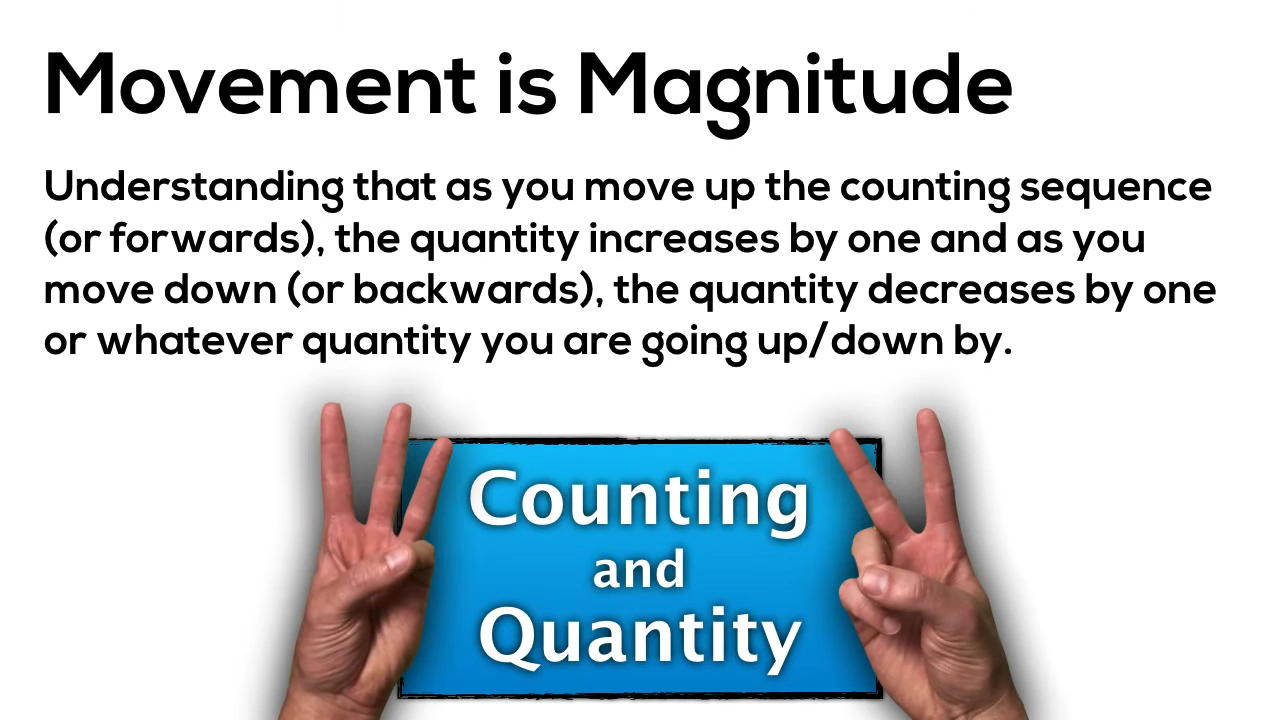 Movement is Magnitude
Understanding that as you move up the counting sequence
(or forwards), the quantity increases by one and as you
move down (or backwards), the quantity decreases by one
or whatever quantity you are going up/down by.
Counting
and
Quantity